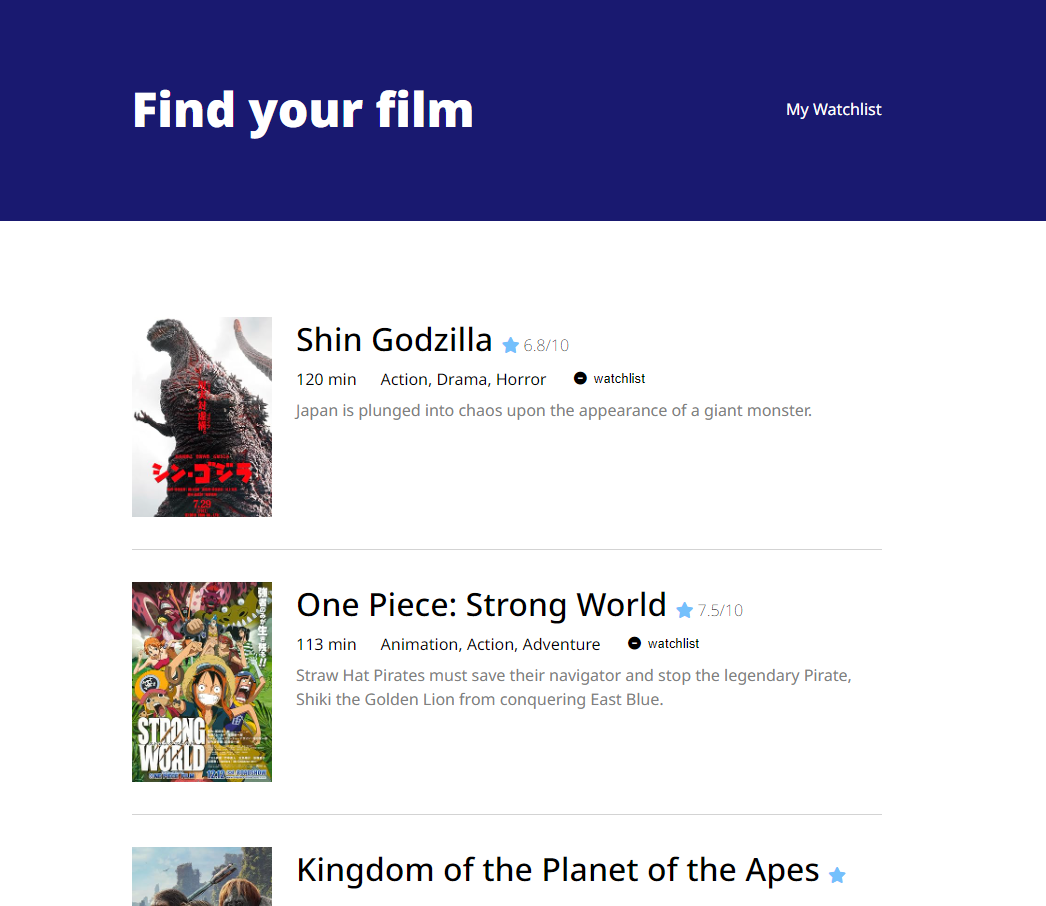 Find your film
My Watchlist
Shin Godzilla 6.8/10
120 min Action, Drama, Horror watchlist
Japan is plunged into chaos upon the appearance of a giant monster.
シン・ゴジラ
7.29
One Piece: Strong World 7.5/10
113 min Animation, Action, Adventure watchlist
Straw Hat Pirates must save their navigator and stop the legendary Pirate,
Shiki the Golden Lion from conquering East Blue.
STRONG
WORLD
Kingdom of the Planet of the Apes